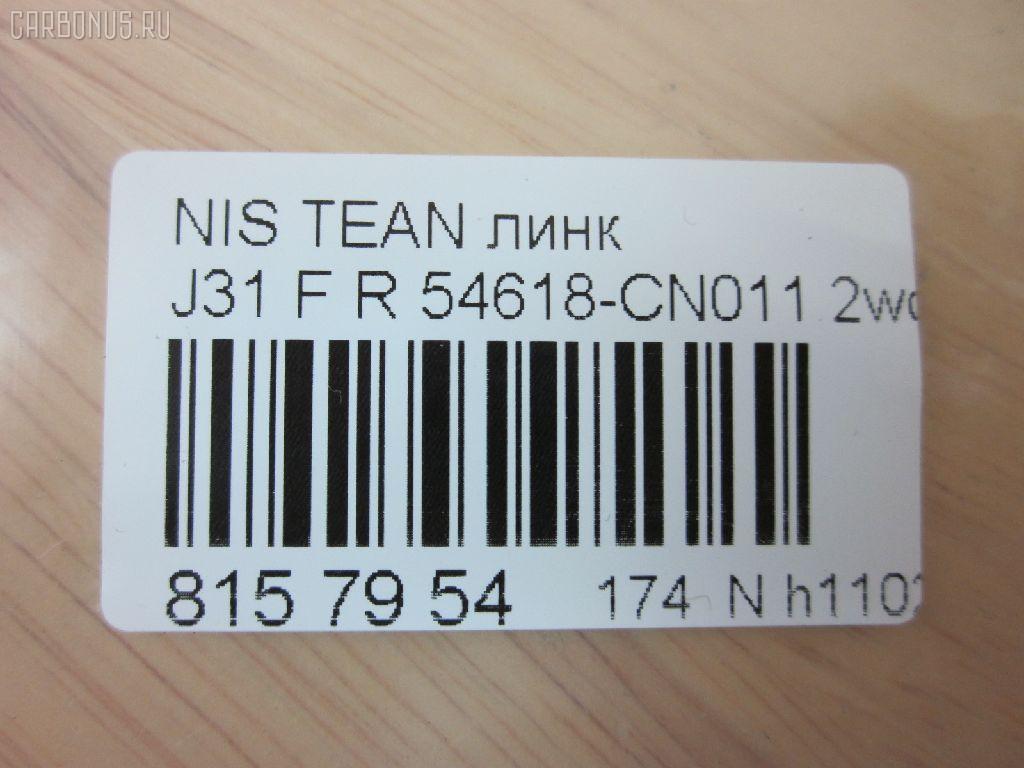 CARBONUS.RU
NIS TEAN линк
J31 F R 54618-CN011
815 79 54 174 N